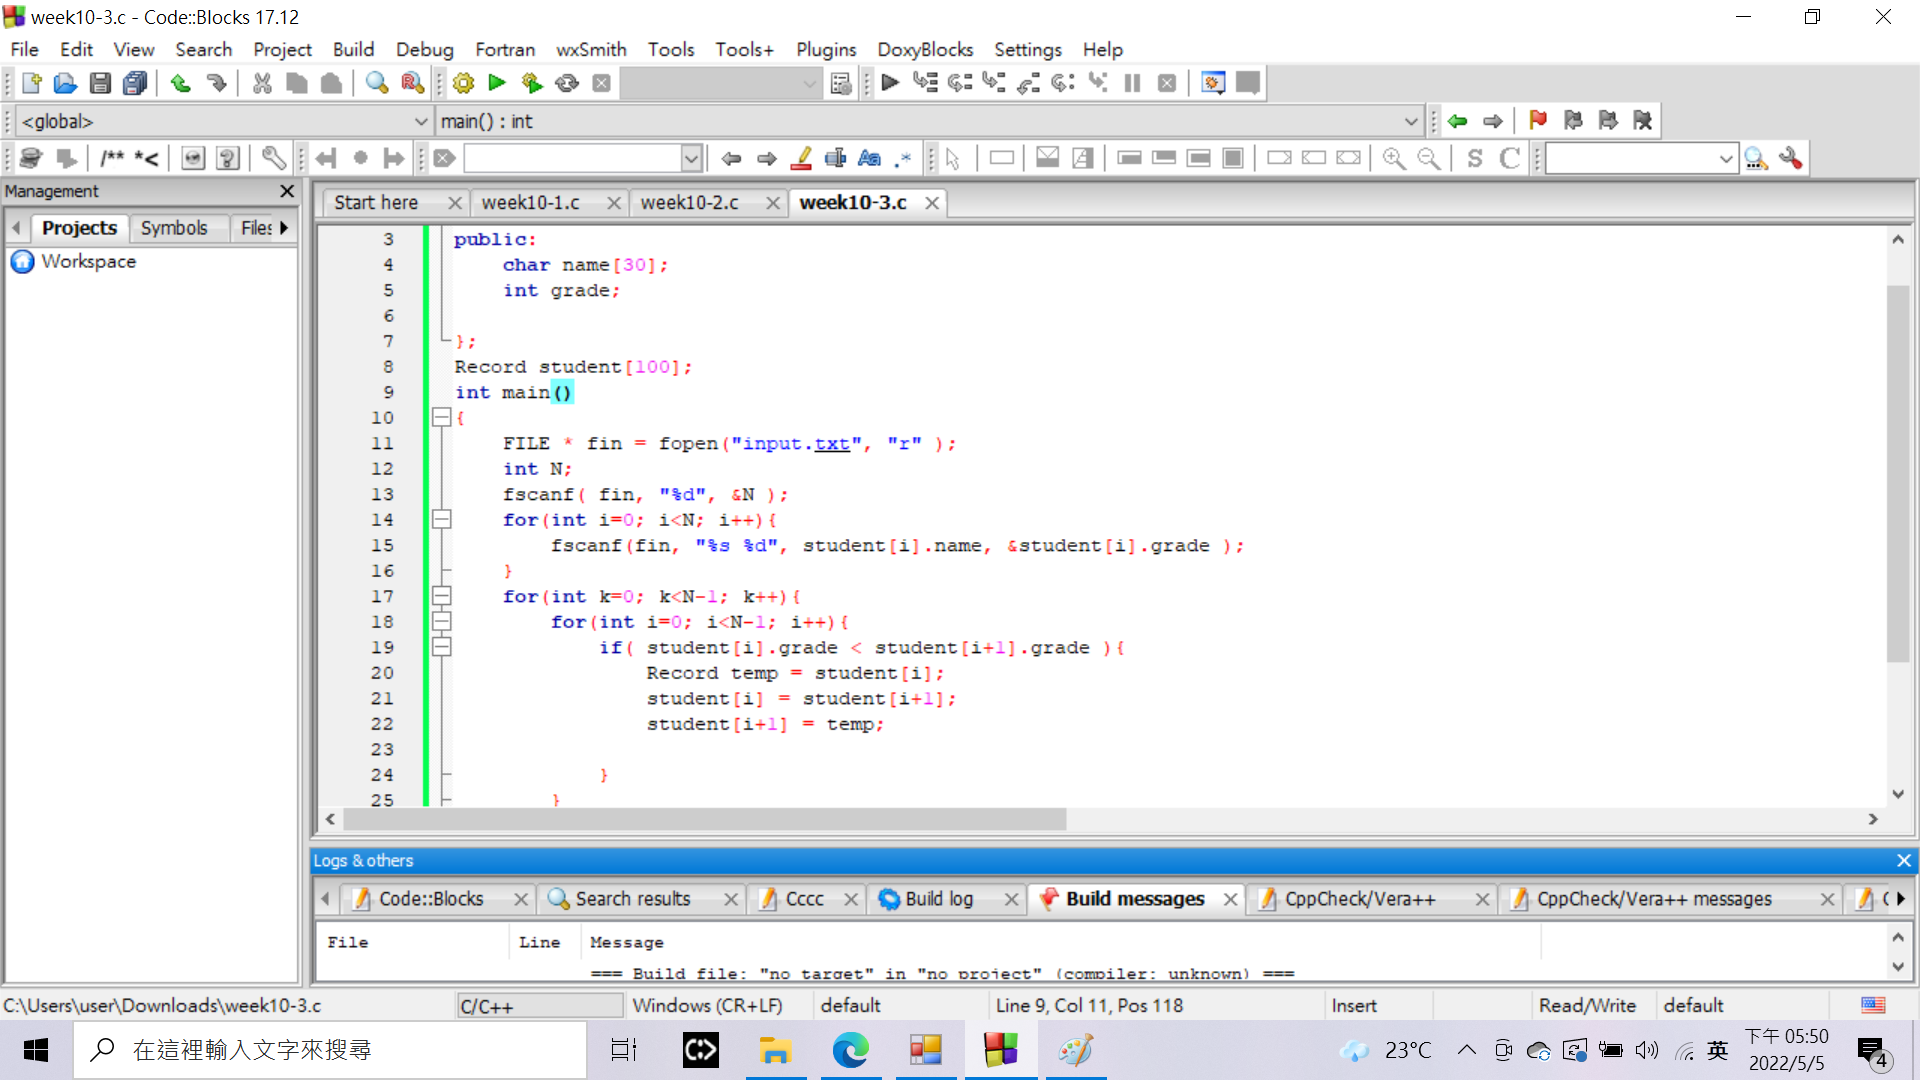 week10-3.c - Code::Blocks 17.12
File Edit View Search Project Build Debug Fortran wxSmith Tools Tools+ Plugins DoxyBlocks Settings Help
<global> main() : int
/** *<
S C
Management
Projects Symbols Files
Workspace
Start here week10-1.c week10-2.c week10-3.c
3 public:
4 char name[30];
5 int grade;
6
7 };
8 Record student[100];
9 int main()
10 {
11 FILE * fin = fopen("input.txt", "r" );
12 int N;
13 fscanf( fin, "%d", &N );
14 for(int i=0; i<N; i++){
15 fscanf(fin, "%s %d", student[i].name, &student[i].grade );
16 }
17 for(int k=0; k<N-1; k++){
18 for(int i=0; i<N-1; i++){
19 if( student[i].grade < student[i+1].grade ){
20 Record temp = student[i];
21 student[i] = student[i+1];
22 student[i+1] = temp;
23
24 }
25 }
Logs & others
Code::Blocks Search results Cccc Build log Build messages CppCheck/Vera++ CppCheck/Vera++ messages
File Line Message
=== Build file: "no target" in "no project" (compiler: unknown) ===
C:\Users\user\Downloads\week10-3.c C/C++ Windows (CR+LF) default Line 9, Col 11, Pos 118 Insert Read/Write default
在這裡輸入文字來搜尋
23°C 英 下午 05:50
2022/5/5
4